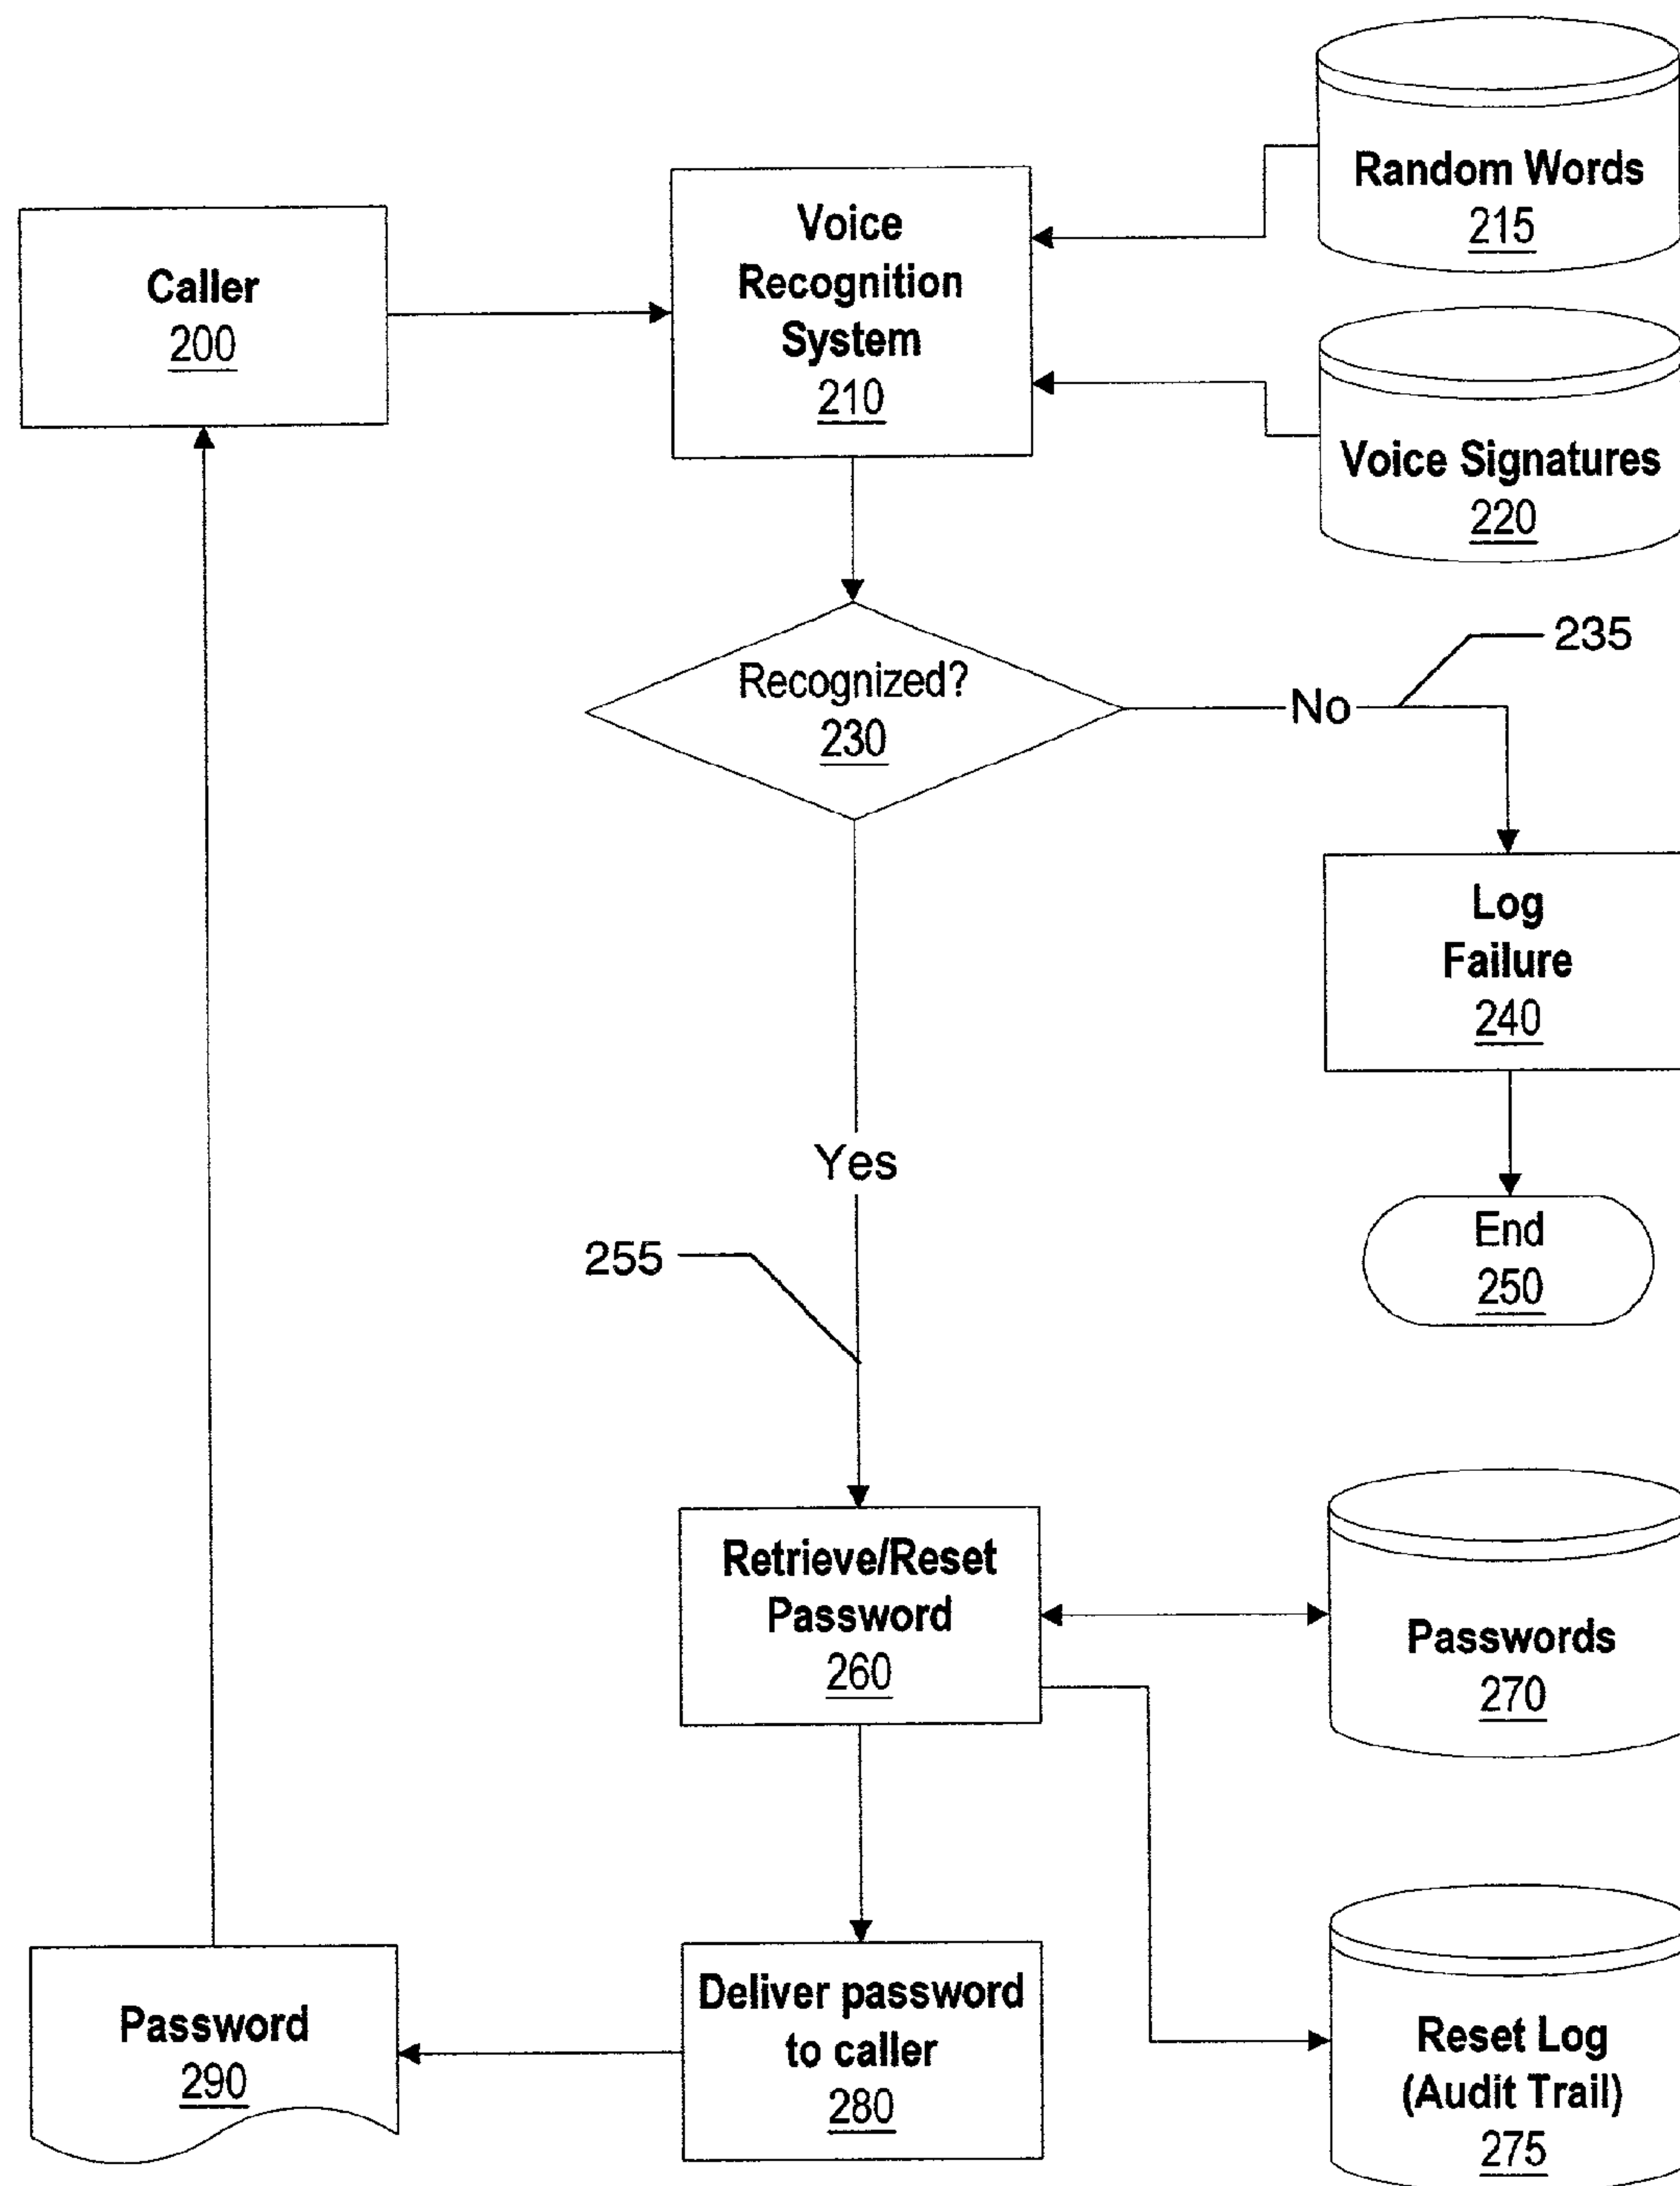 Random Words
215
Voice
Recognition
System
210
Caller
200
Voice Signatures
220
Recognized?
230
No
235
Log
Failure
240
Yes
End
250
255
Retrieve/Reset
Password
260
Passwords
270
Deliver password
to caller
280
Password
290
Reset Log
(Audit Trail)
275